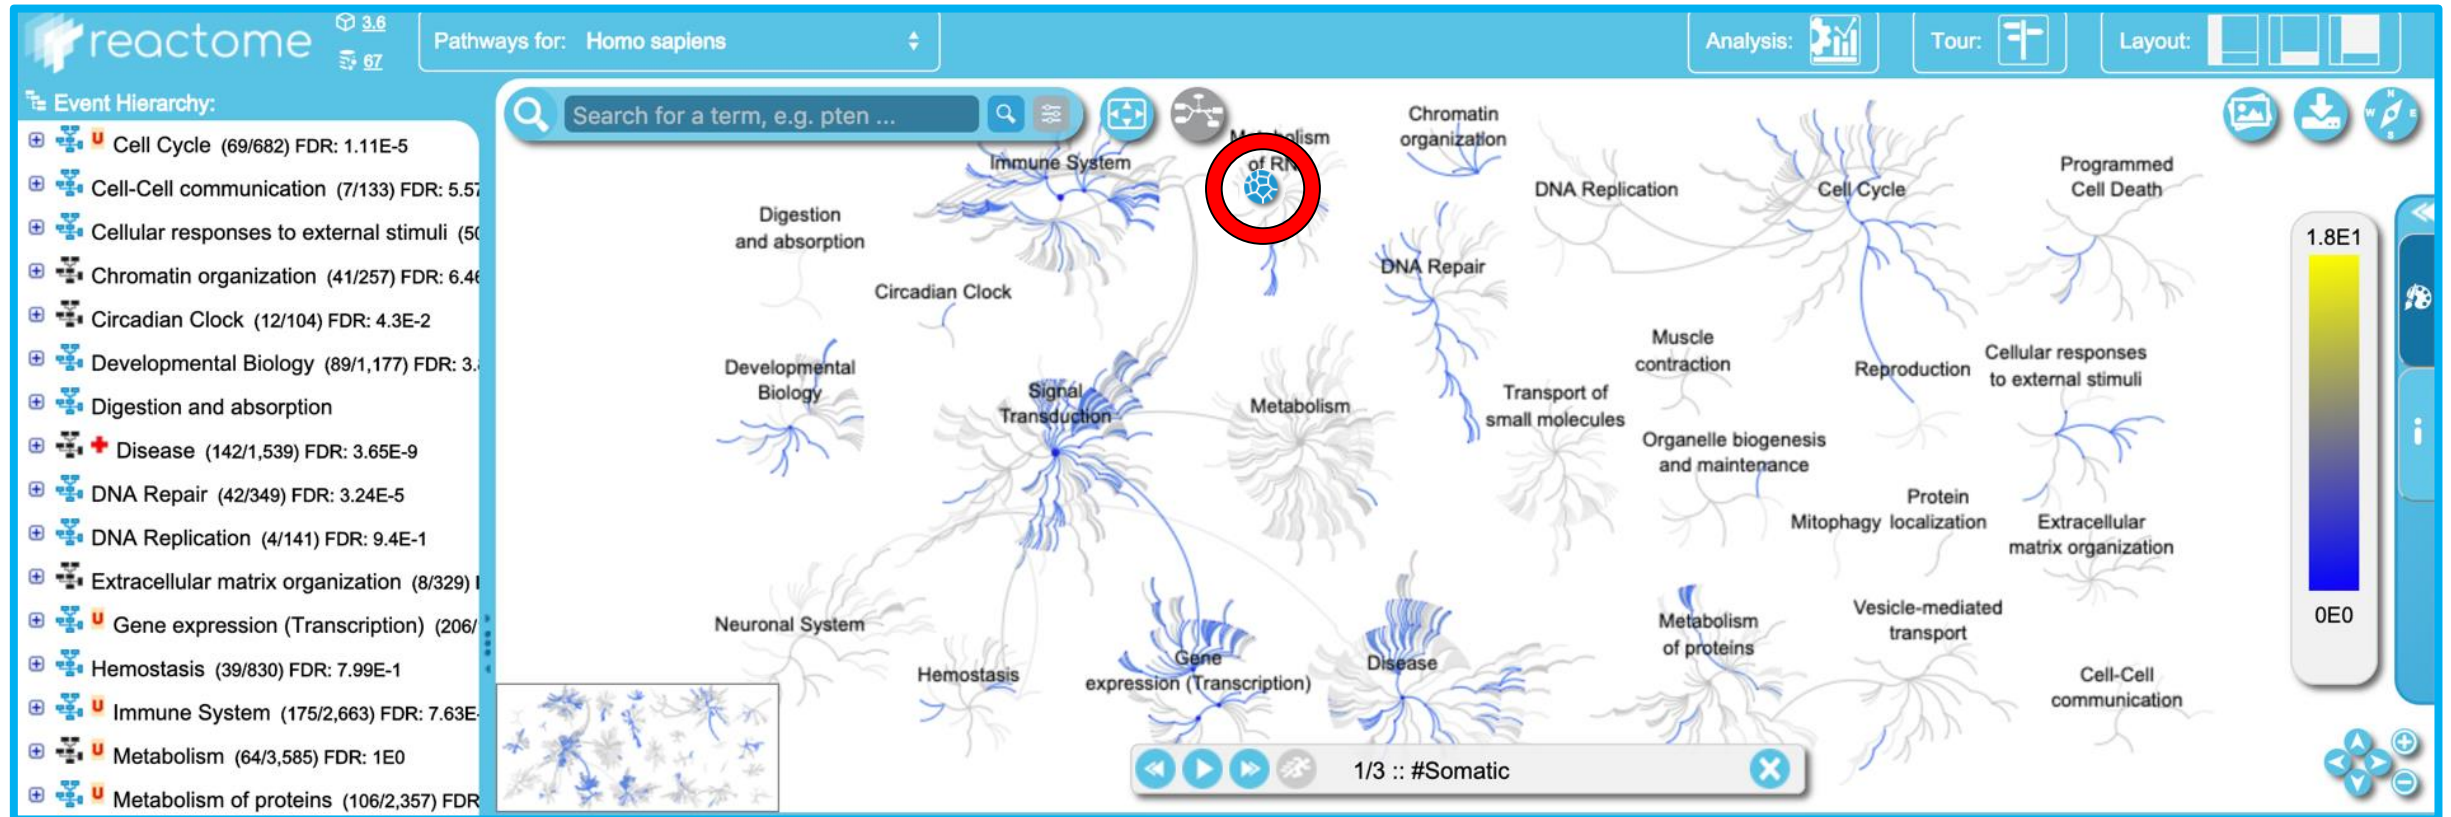 reactome
3.6
67
Pathways for: Homo sapiens
Analysis:
Tour:
Layout:
Event Hierarchy:
U Cell Cycle (69/682) FDR: 1.11E-5
Cell-Cell communication (7/133) FDR: 5.57
Cellular responses to external stimuli (50
Chromatin organization (41/257) FDR: 6.46
Circadian Clock (12/104) FDR: 4.3E-2
Developmental Biology (89/1,177) FDR: 3.
Digestion and absorption
Disease (142/1,539) FDR: 3.65E-9
DNA Repair (42/349) FDR: 3.24E-5
DNA Replication (4/141) FDR: 9.4E-1
Extracellular matrix organization (8/329)
U Gene expression (Transcription) (206/
Hemostasis (39/830) FDR: 7.99E-1
U Immune System (175/2,663) FDR: 7.63E-
U Metabolism (64/3,585) FDR: 1E0
U Metabolism of proteins (106/2,357) FDR
Search for a term, e.g. pten ...
Immune System
Metabolism
of RN
Chromatin
organization
DNA Replication
Cell Cycle
Programmed
Cell Death
Digestion
and absorption
Circadian Clock
DNA Repair
Developmental
Biology
Signal
Transduction
Metabolism
Muscle
contraction
Transport of
small molecules
Reproduction
Cellular responses
to external stimuli
Organelle biogenesis
and maintenance
Mitophagy
Protein
localization
Extracellular
matrix organization
Neuronal System
Hemostasis
Gene
expression (Transcription)
Disease
Metabolism
of proteins
Vesicle-mediated
transport
Cell-Cell
communication
1/3 :: #Somatic
N
W
E
S
1.8E1
0E0
i